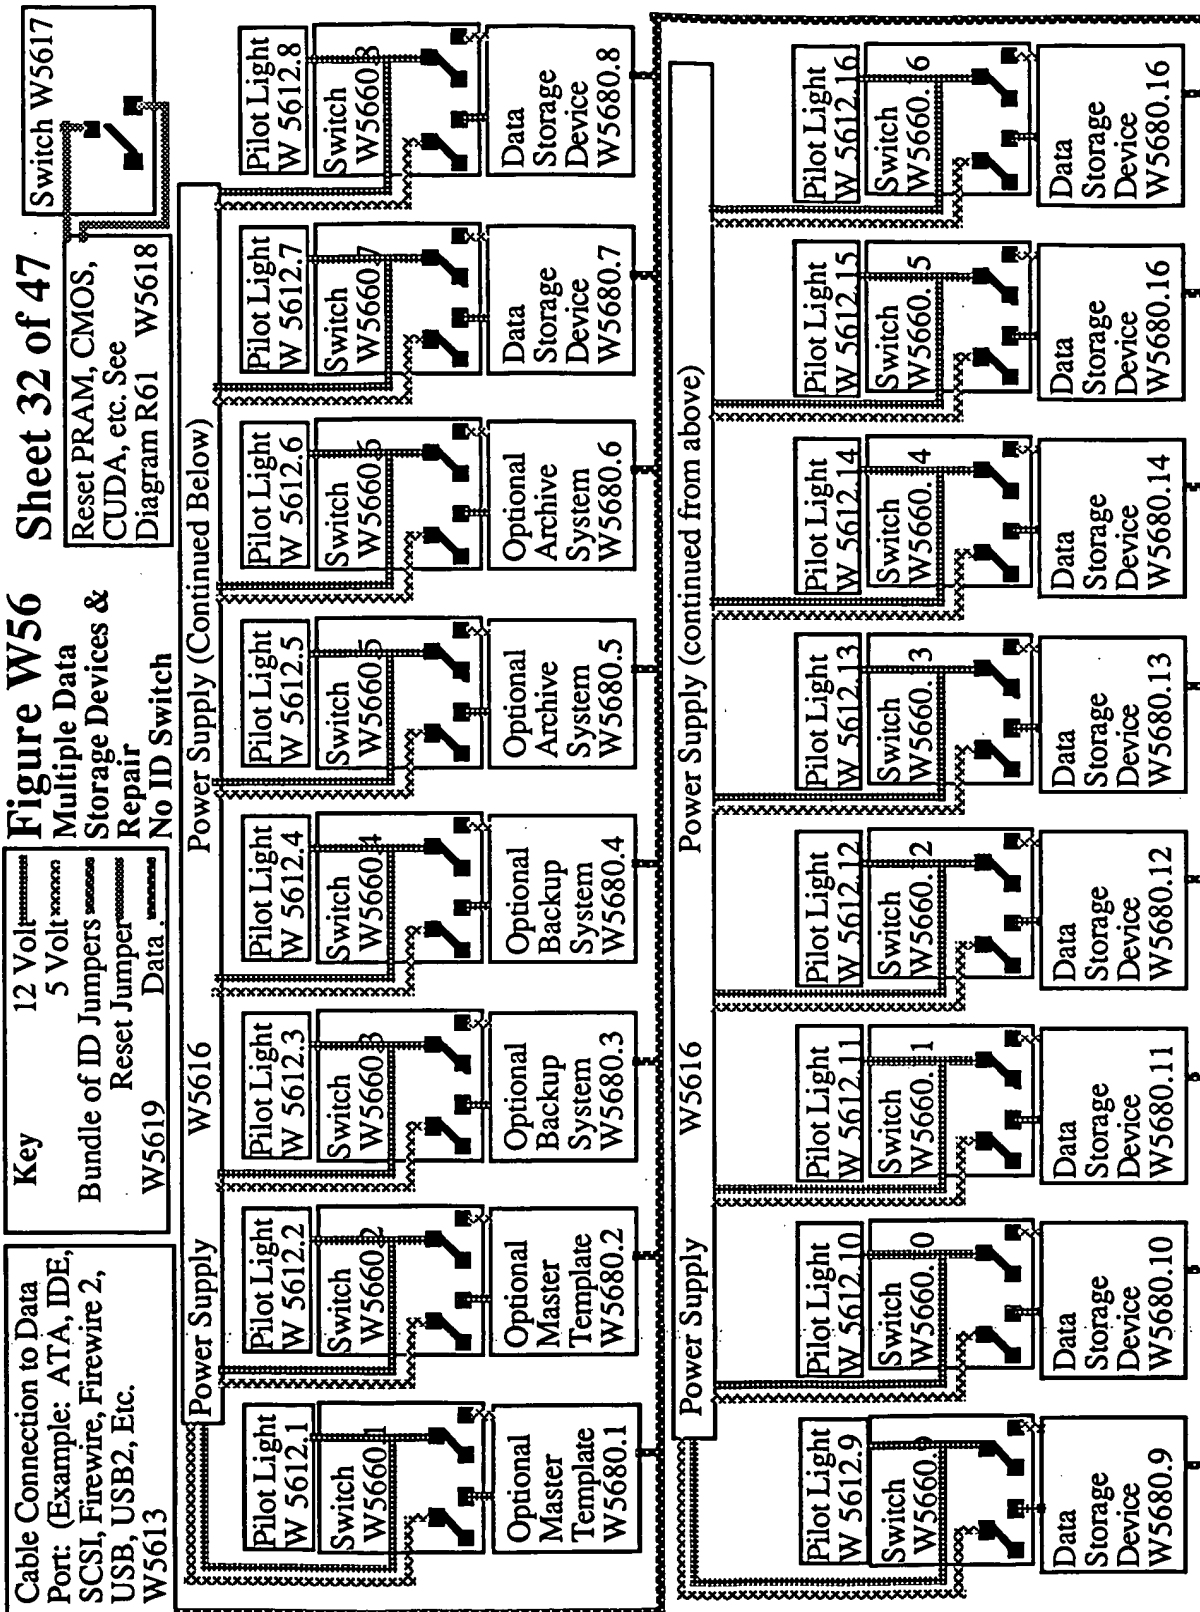 Cable Connection to Data
Port: (Example: ATA, IDE,
SCSI, Firewire, Firewire 2,
USB, USB2, Etc.
W5613
Key 12 Volt
5 Volt
Bundle of ID Jumpers
Reset Jumper
W5619 Data
Figure W56
Multiple Data
Storage Devices &
Repair
No ID Switch
Sheet 32 of 47
Reset PRAM, CMOS,
CUDA, etc. See
Diagram R61 W5618
Switch W5617
Power Supply W5616 Power Supply (Continued Below)
Pilot Light
W 5612.1
Switch
W5660.1
Optional
Master
Template
W5680.1
Pilot Light
W 5612.2
Switch
W5660.2
Optional
Master
Template
W5680.2
Pilot Light
W 5612.3
Switch
W5660.3
Optional
Backup
System
W5680.3
Pilot Light
W 5612.4
Switch
W5660.4
Optional
Backup
System
W5680.4
Pilot Light
W 5612.5
Switch
W5660.5
Optional
Archive
System
W5680.5
Pilot Light
W 5612.6
Switch
W5660.6
Optional
Archive
System
W5680.6
Pilot Light
W 5612.7
Switch
W5660.7
Data
Storage
Device
W5680.7
Pilot Light
W 5612.8
Switch
W5660.8
Data
Storage
Device
W5680.8
Power Supply W5616 Power Supply (continued from above)
Pilot Light
W 5612.9
Switch
W5660.9
Data
Storage
Device
W5680.9
Pilot Light
W 5612.10
Switch
W5660.10
Data
Storage
Device
W5680.10
Pilot Light
W 5612.11
Switch
W5660.11
Data
Storage
Device
W5680.11
Pilot Light
W 5612.12
Switch
W5660.12
Data
Storage
Device
W5680.12
Pilot Light
W 5612.13
Switch
W5660.13
Data
Storage
Device
W5680.13
Pilot Light
W 5612.14
Switch
W5660.14
Data
Storage
Device
W5680.14
Pilot Light
W 5612.15
Switch
W5660.15
Data
Storage
Device
W5680.16
Pilot Light
W 5612.16
Switch
W5660.16
Data
Storage
Device
W5680.16